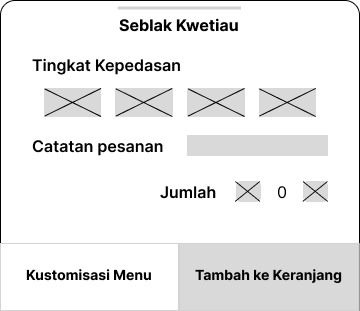 Seblak Kwetiau
Tingkat Kepedasan
Catatan pesanan
Jumlah 0
Kustomisasi Menu Tambah ke Keranjang